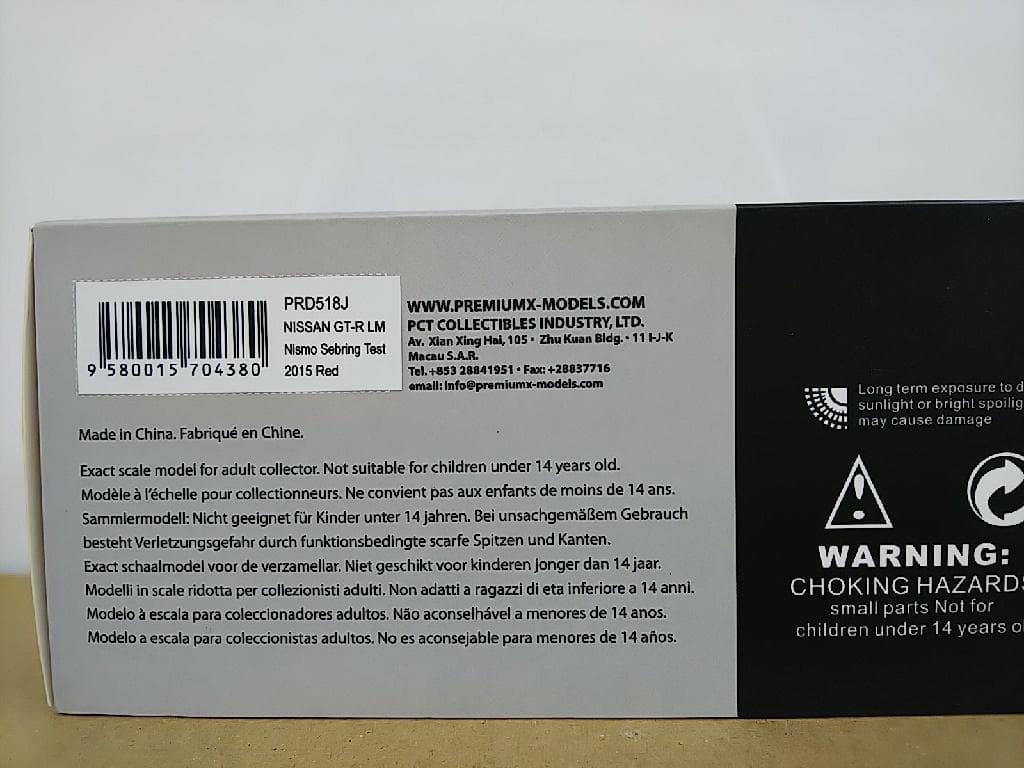 PRD518J
NISSAN GT-R LM
Nismo Sebring Test
2015 Red
9 580015 704380
WWW.PREMIUMX-MODELS.COM
PCT COLLECTIBLES INDUSTRY, LTD.
Av. Xian Xing Hai, 105 • Zhu Kuan Bldg. • 11 I-J-K
Macau S.A.R.
Tel. +853 28841951 • Fax: +28837716
email: info@premiumx-models.com
Made in China. Fabriqué en Chine.
Exact scale model for adult collector. Not suitable for children under 14 years old.
Modèle à l'échelle pour collectionneurs. Ne convient pas aux enfants de moins de 14 ans.
Sammlermodell: Nicht geeignet für Kinder unter 14 jahren. Bei unsachgemäßem Gebrauch
besteht Verletzungsgefahr durch funktionsbedingte scarfe Spitzen und Kanten.
Exact schaalmodel voor de verzamellar. Niet geschikt voor kinderen Jonger dan 14 jaar.
Modelli in scale ridotta per collezionisti adulti. Non adatti a ragazzi di eta inferiore a 14 anni.
Modelo à escala para coleccionadores adultos. Não aconselhável a menores de 14 anos.
Modelo a escala para coleccionistas adultos. No es aconsejable para menores de 14 años.
Long term exposure to d
sunlight or bright spoilig
may cause damage
WARNING:
CHOKING HAZARDS
small parts Not for
children under 14 years ol